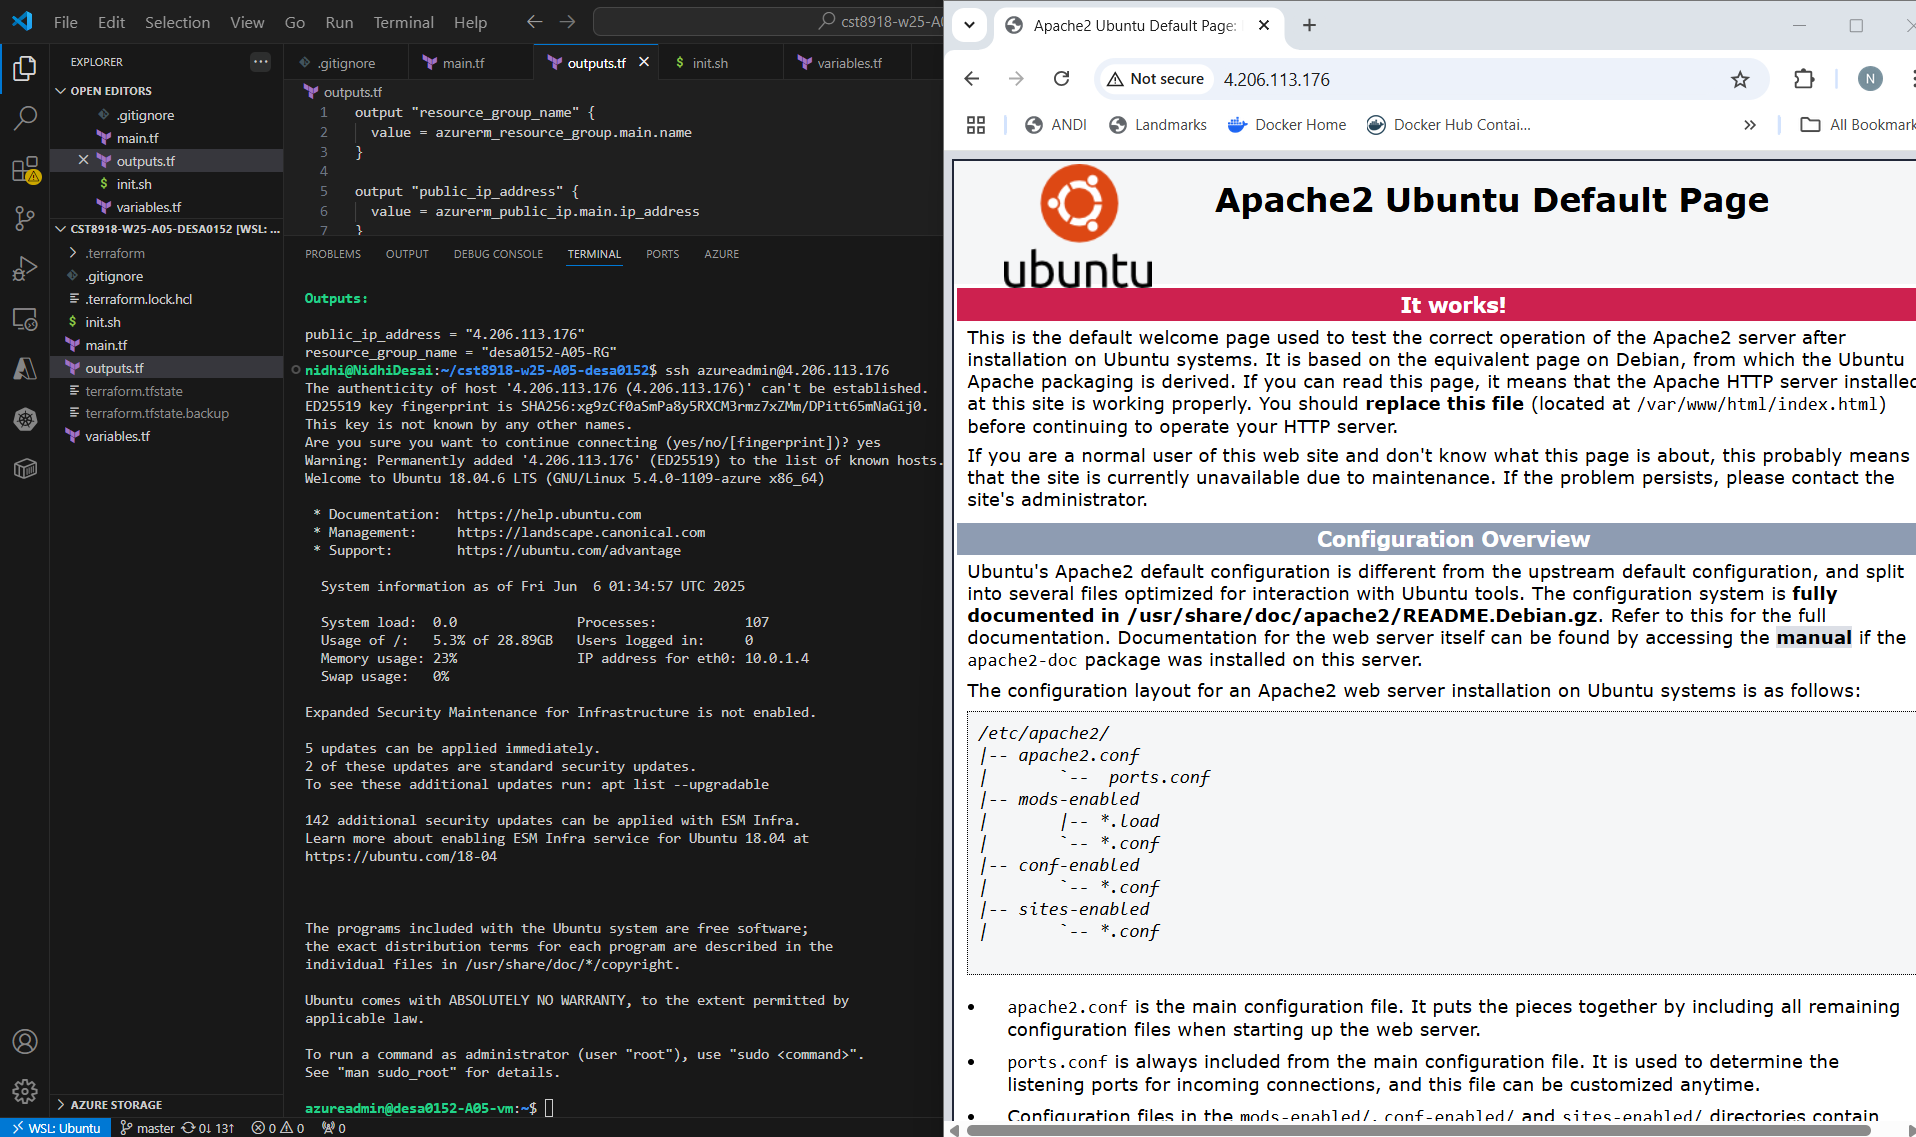 File Edit Selection View Go Run Terminal Help
cst8918-w25-A0
EXPLORER
OPEN EDITORS
.gitignore
main.tf
outputs.tf
init.sh
variables.tf
CST8918-W25-A05-DESA0152 [WSL: ...
.terraform
.gitignore
.terraform.lock.hcl
init.sh
main.tf
outputs.tf
terraform.tfstate
terraform.tfstate.backup
variables.tf
AZURE STORAGE
.gitignore main.tf outputs.tf init.sh variables.tf
outputs.tf
1 output "resource_group_name" {
2 value = azurerm_resource_group.main.name
3 }
4
5 output "public_ip_address" {
6 value = azurerm_public_ip.main.ip_address
7 }
PROBLEMS OUTPUT DEBUG CONSOLE TERMINAL PORTS AZURE
Outputs:
public_ip_address = "4.206.113.176"
resource_group_name = "desa0152-A05-RG"
nidhi@NidhiDesai:~/cst8918-w25-A05-desa0152$ ssh azureadmin@4.206.113.176
The authenticity of host '4.206.113.176 (4.206.113.176)' can't be established.
ED25519 key fingerprint is SHA256:xg9zCf0aSmPa8y5RXCM3rmz7xZMm/DPitt65mNaGij0.
This key is not known by any other names.
Are you sure you want to continue connecting (yes/no/[fingerprint])? yes
Warning: Permanently added '4.206.113.176' (ED25519) to the list of known hosts.
Welcome to Ubuntu 18.04.6 LTS (GNU/Linux 5.4.0-1109-azure x86_64)
* Documentation: https://help.ubuntu.com
* Management: https://landscape.canonical.com
* Support: https://ubuntu.com/advantage
System information as of Fri Jun 6 01:34:57 UTC 2025
System load: 0.0 Processes: 107
Usage of /: 5.3% of 28.89GB Users logged in: 0
Memory usage: 23% IP address for eth0: 10.0.1.4
Swap usage: 0%
Expanded Security Maintenance for Infrastructure is not enabled.
5 updates can be applied immediately.
2 of these updates are standard security updates.
To see these additional updates run: apt list --upgradable
142 additional security updates can be applied with ESM Infra.
Learn more about enabling ESM Infra service for Ubuntu 18.04 at
https://ubuntu.com/18-04
The programs included with the Ubuntu system are free software;
the exact distribution terms for each program are described in the
individual files in /usr/share/doc/*/copyright.
Ubuntu comes with ABSOLUTELY NO WARRANTY, to the extent permitted by
applicable law.
To run a command as administrator (user "root"), use "sudo <command>".
See "man sudo_root" for details.
azureadmin@desa0152-A05-vm:~$
WSL: Ubuntu master 0↓ 13↑ 0 0 0
Apache2 Ubuntu Default Page:
Not secure 4.206.113.176
N
ANDI Landmarks Docker Home Docker Hub Contai... » All Bookmark
ubuntu
Apache2 Ubuntu Default Page
It works!
This is the default welcome page used to test the correct operation of the Apache2 server after
installation on Ubuntu systems. It is based on the equivalent page on Debian, from which the Ubuntu
Apache packaging is derived. If you can read this page, it means that the Apache HTTP server installed
at this site is working properly. You should replace this file (located at /var/www/html/index.html)
before continuing to operate your HTTP server.
If you are a normal user of this web site and don't know what this page is about, this probably means
that the site is currently unavailable due to maintenance. If the problem persists, please contact the
site's administrator.
Configuration Overview
Ubuntu's Apache2 default configuration is different from the upstream default configuration, and split
into several files optimized for interaction with Ubuntu tools. The configuration system is fully
documented in /usr/share/doc/apache2/README.Debian.gz. Refer to this for the full
documentation. Documentation for the web server itself can be found by accessing the manual if the
apache2-doc package was installed on this server.
The configuration layout for an Apache2 web server installation on Ubuntu systems is as follows:
/etc/apache2/
|-- apache2.conf
| `-- ports.conf
|-- mods-enabled
| |-- *.load
| `-- *.conf
|-- conf-enabled
| `-- *.conf
|-- sites-enabled
| `-- *.conf
• apache2.conf is the main configuration file. It puts the pieces together by including all remaining
configuration files when starting up the web server.
• ports.conf is always included from the main configuration file. It is used to determine the
listening ports for incoming connections, and this file can be customized anytime.
• Configuration files in the mods-enabled/, conf-enabled/ and sites-enabled/ directories contain